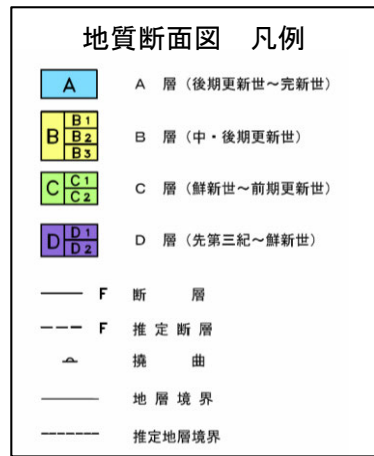 地質断面図 凡例
A A 層 (後期更新世～完新世)
B B1 B2 B3 B 層 (中・後期更新世)
C C1 C2 C 層 (鮮新世～前期更新世)
D D1 D2 D 層 (先第三紀～鮮新世)
F 断 層
F 推定断層
撓 曲
地層境界
推定地層境界